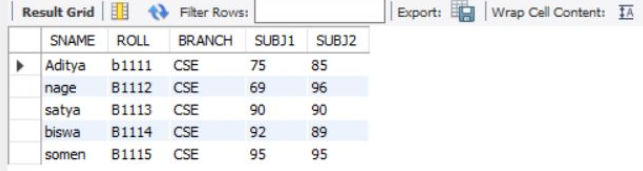 Result Grid Filter Rows: Export: Wrap Cell Content: IA
SNAME ROLL BRANCH SUBJ1 SUBJ2
Aditya b1111 CSE 75 85
nage B1112 CSE 69 96
satya B1113 CSE 90 90
biswa B1114 CSE 92 89
somen B1115 CSE 95 95